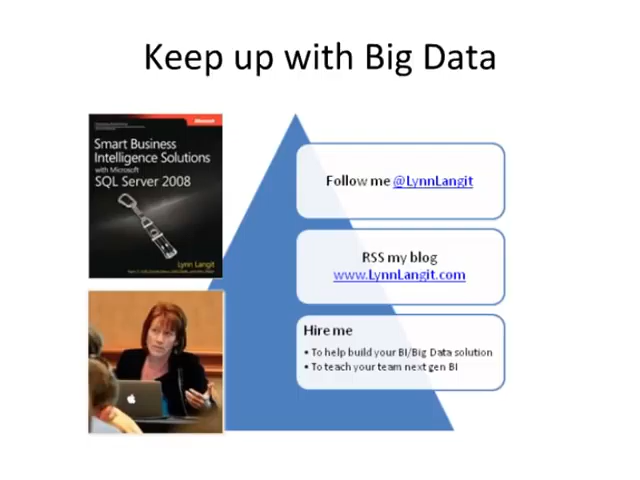 Keep up with Big Data
Microsoft
Smart Business
Intelligence Solutions
with Microsoft
SQL Server 2008
Lynn Langit
Follow me @LynnLangit
RSS my blog
www.LynnLangit.com
Hire me
• To help build your BI/Big Data solution
• To teach your team next gen BI